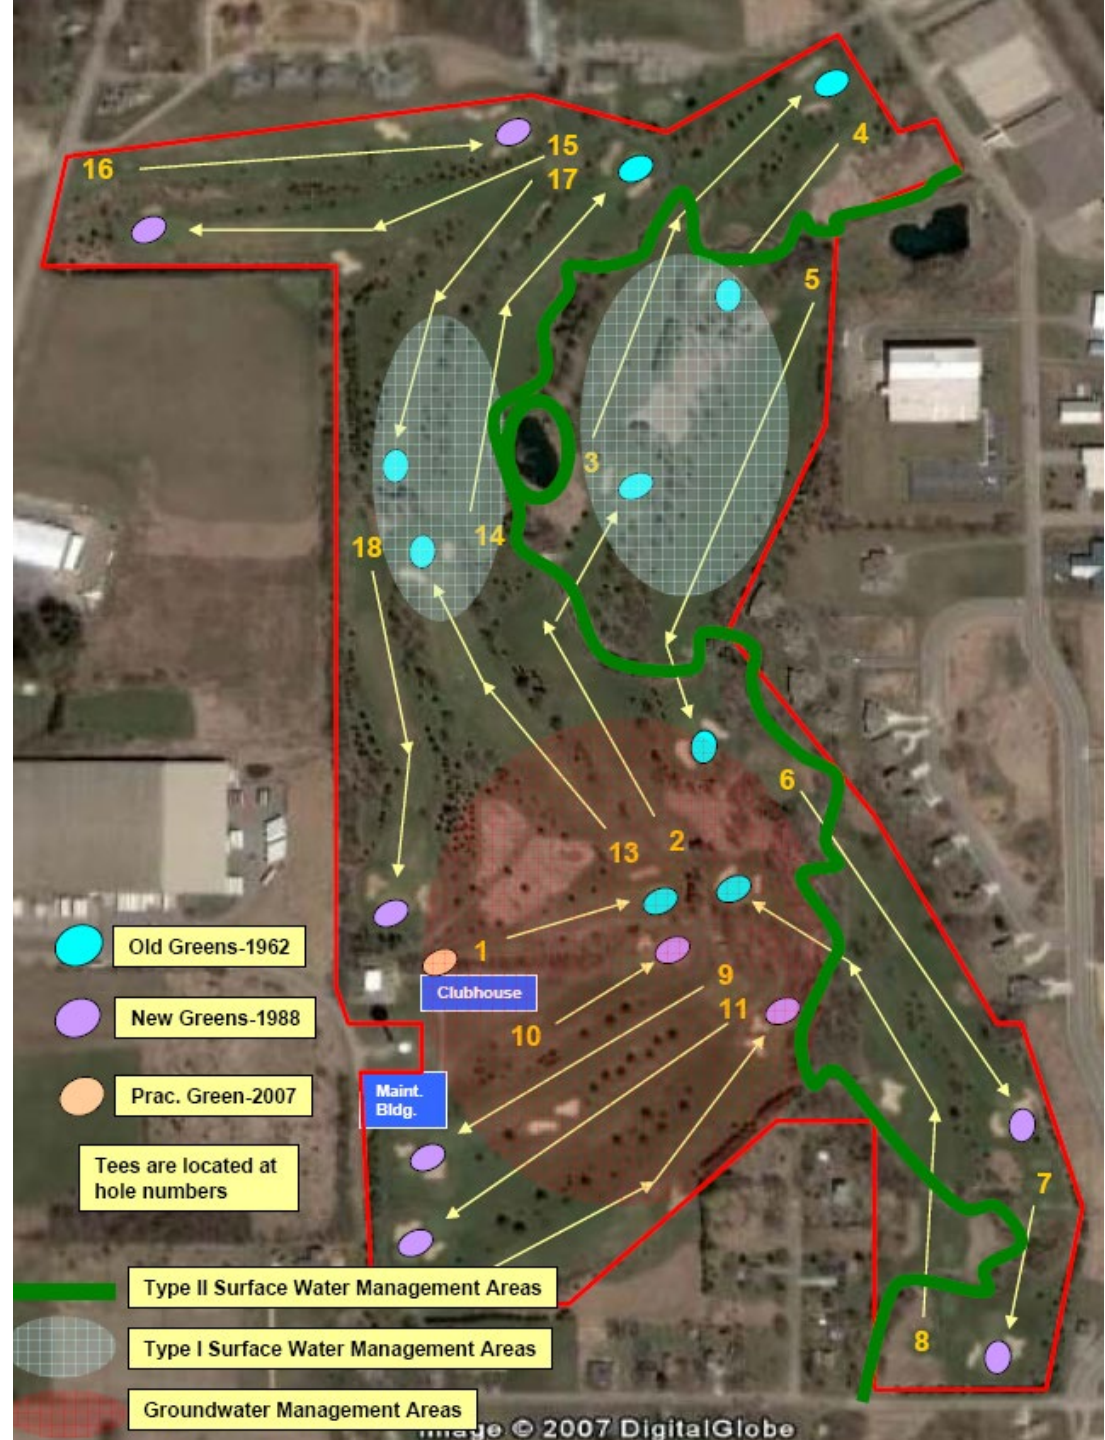 4
15
16
17
5
3
14
18
6
2
13
1
Old Greens-1962
9
Clubhouse
11
New Greens-1988
10
Prac. Green-2007
Maint.
Bldg.
Tees are located at
hole numbers
7
Type II Surface Water Management Areas
8
Type I Surface Water Management Areas
Groundwater Management Areas
© 2007 DigitalGlobe